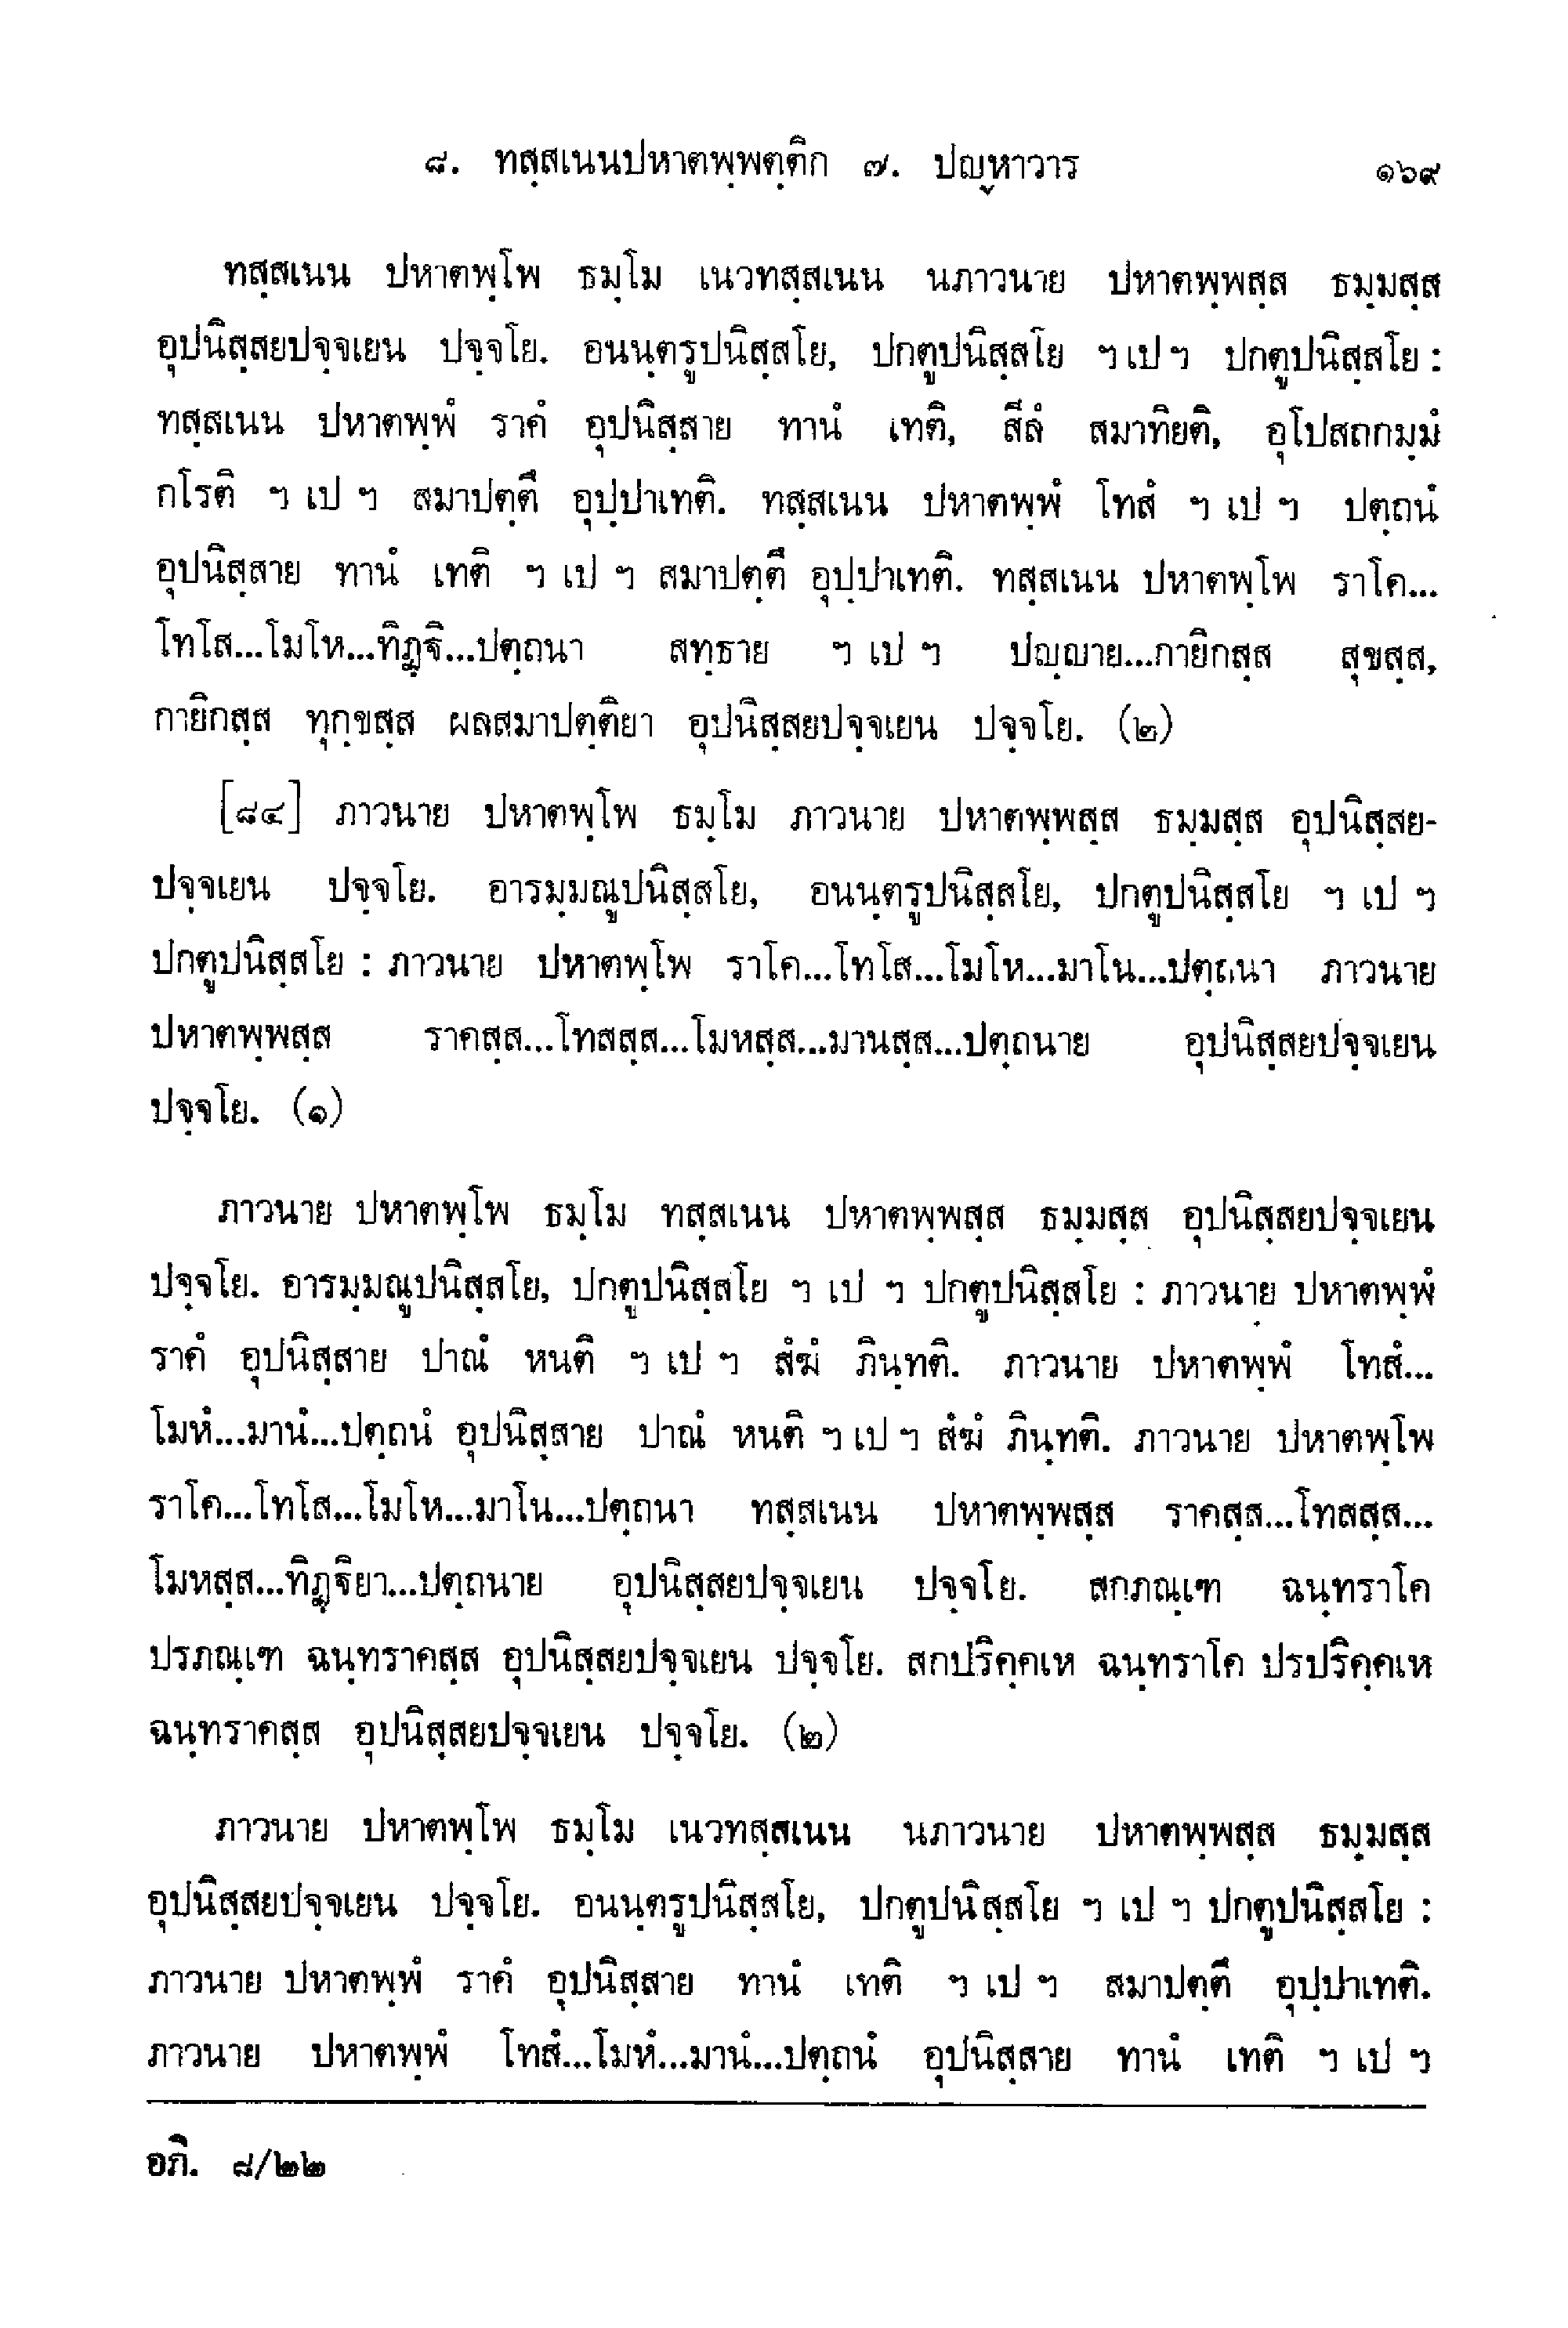 ๘. ทสฺสเนนปหาตพฺพตฺติก ๗. ปญฺหาวาร ๑๖๙
ทสฺสเนน ปหาตพฺโพ ธมฺโม เนวทสฺสเนน นภาวนาย ปหาตพฺพสฺส ธมฺมสฺส
อุปนิสฺสยปจฺจเยน ปจฺจโย. อนนฺตรูปนิสฺสโย, ปกตูปนิสฺสโย ฯ เป ฯ ปกตูปนิสฺสโย :
ทสฺสเนน ปหาตพฺพํ ราคํ อุปนิสฺสาย ทานํ เทติ, สีลํ สมาทิยติ, อุโปสถกมฺมํ
กโรติ ฯ เป ฯ สมาปตฺตึ อุปฺปาเทติ. ทสฺสเนน ปหาตพฺพํ โทสํ ฯ เป ฯ ปตฺถนํ
อุปนิสฺสาย ทานํ เทติ ฯ เป ฯ สมาปตฺตึ อุปฺปาเทติ. ทสฺสเนน ปหาตพฺโพ ราโค...
โทโส...โมโห...ทิฏฺฐิ...ปตฺถนา สทฺธาย ฯ เป ฯ ปญฺญาย...กายิกสฺส สุขสฺส,
กายิกสฺส ทุกฺขสฺส ผลสมาปตฺติยา อุปนิสฺสยปจฺจเยน ปจฺจโย. (๒)
[๘๔] ภาวนาย ปหาตพฺโพ ธมฺโม ภาวนาย ปหาตพฺพสฺส ธมฺมสฺส อุปนิสฺสย-
ปจฺจเยน ปจฺจโย. อารมฺมณูปนิสฺสโย, อนนฺตรูปนิสฺสโย, ปกตูปนิสฺสโย ฯ เป ฯ
ปกตูปนิสฺสโย : ภาวนาย ปหาตพฺโพ ราโค...โทโส...โมโห...มาโน...ปตฺถนา ภาวนาย
ปหาตพฺพสฺส ราคสฺส...โทสสฺส...โมหสฺส...มานสฺส...ปตฺถนาย อุปนิสฺสยปจฺจเยน
ปจฺจโย. (๑)
ภาวนาย ปหาตพฺโพ ธมฺโม ทสฺสเนน ปหาตพฺพสฺส ธมฺมสฺส อุปนิสฺสยปจฺจเยน
ปจฺจโย. อารมฺมณูปนิสฺสโย, ปกตูปนิสฺสโย ฯ เป ฯ ปกตูปนิสฺสโย : ภาวนาย ปหาตพฺพํ
ราคํ อุปนิสฺสาย ปาณํ หนติ ฯ เป ฯ สํฆํ ภินฺทติ. ภาวนาย ปหาตพฺพํ โทสํ...
โมหํ...มานํ...ปตฺถนํ อุปนิสฺสาย ปาณํ หนติ ฯ เป ฯ สํฆํ ภินฺทติ. ภาวนาย ปหาตพฺโพ
ราโค...โทโส...โมโห...มาโน...ปตฺถนา ทสฺสเนน ปหาตพฺพสฺส ราคสฺส...โทสสฺส...
โมหสฺส...ทิฏฺฐิยา...ปตฺถนาย อุปนิสฺสยปจฺจเยน ปจฺจโย. สกภณฺเฑ ฉนฺทราโค
ปรภณฺเฑ ฉนฺทราคสฺส อุปนิสฺสยปจฺจเยน ปจฺจโย. สกปริคฺคเห ฉนฺทราโค ปรปริคฺคเห
ฉนฺทราคสฺส อุปนิสฺสยปจฺจเยน ปจฺจโย. (๒)
ภาวนาย ปหาตพฺโพ ธมฺโม เนวทสฺสเนน นภาวนาย ปหาตพฺพสฺส ธมฺมสฺส
อุปนิสฺสยปจฺจเยน ปจฺจโย. อนนฺตรูปนิสฺสโย, ปกตูปนิสฺสโย ฯ เป ฯ ปกตูปนิสฺสโย :
ภาวนาย ปหาตพฺพํ ราคํ อุปนิสฺสาย ทานํ เทติ ฯ เป ฯ สมาปตฺตึ อุปฺปาเทติ.
ภาวนาย ปหาตพฺพํ โทสํ...โมหํ...มานํ...ปตฺถนํ อุปนิสฺสาย ทานํ เทติ ฯ เป ฯ
อภิ. ๘/๒๒